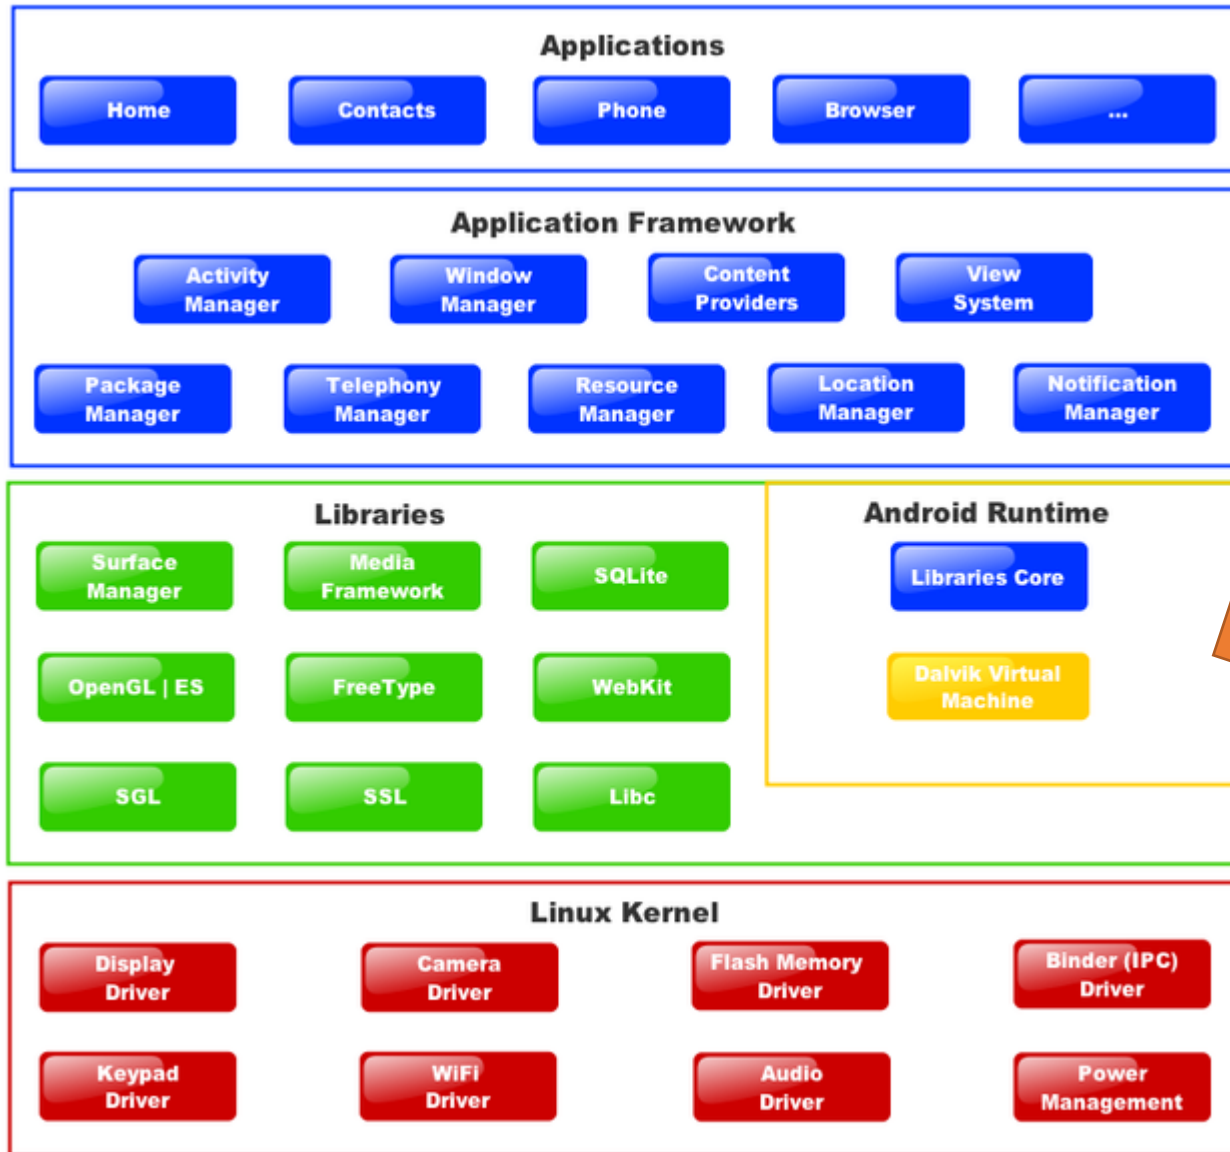 Applications
Home
Contacts
Phone
Browser
...
Application Framework
Activity
Manager
Window
Manager
Content
Providers
View
System
Package
Manager
Telephony
Manager
Resource
Manager
Location
Manager
Notification
Manager
Libraries
Surface
Manager
Media
Framework
SQLite
OpenGL | ES
FreeType
WebKit
SGL
SSL
Libc
Android Runtime
Libraries Core
Dalvik Virtual
Machine
Linux Kernel
Display
Driver
Camera
Driver
Flash Memory
Driver
Binder (IPC)
Driver
Keypad
Driver
WiFi
Driver
Audio
Driver
Power
Management